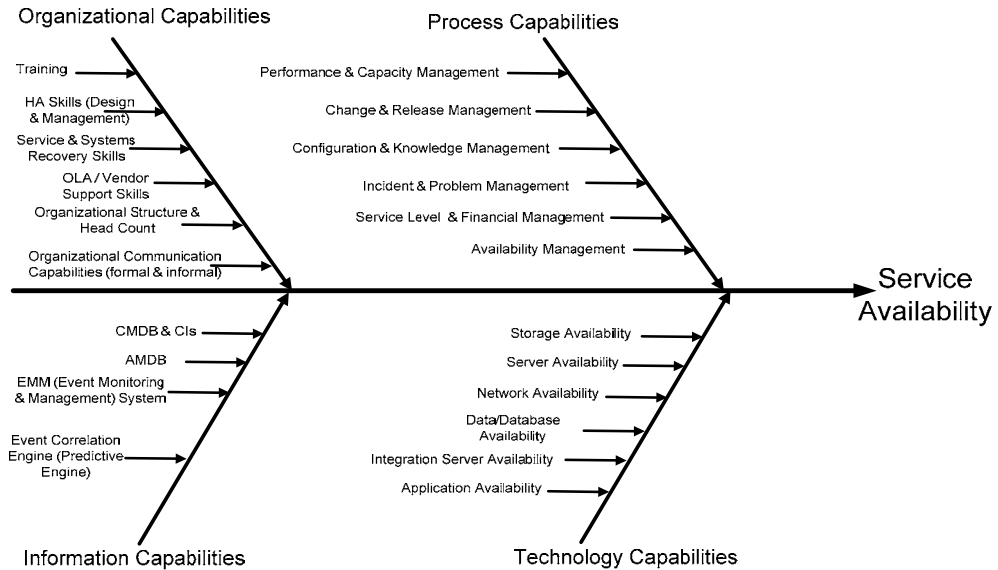 Organizational Capabilities
Training
HA Skills (Design
& Management)
Service & Systems
Recovery Skills
OLA / Vendor
Support Skills
Organizational Structure &
Head Count
Organizational Communication
Capabilities (formal & informal)
Process Capabilities
Performance & Capacity Management
Change & Release Management
Configuration & Knowledge Management
Incident & Problem Management
Service Level & Financial Management
Availability Management
Service
Availability
CMDB & CIs
AMDB
EMM (Event Monitoring
& Management) System
Event Correlation
Engine (Predictive
Engine)
Information Capabilities
Storage Availability
Server Availability
Network Availability
Data/Database
Availability
Integration Server Availability
Application Availability
Technology Capabilities